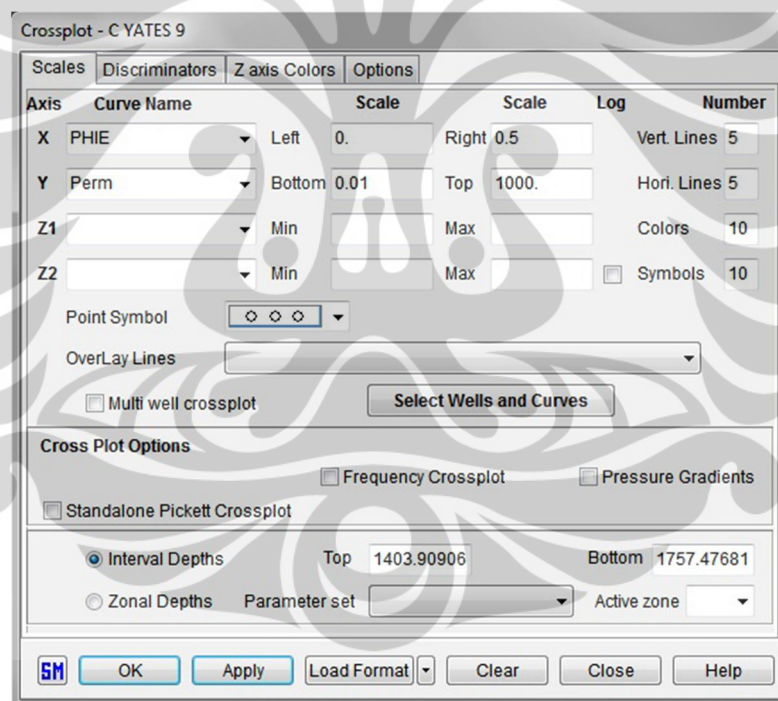 Crossplot - C YATES 9
Scales Discriminators Z axis Colors Options
Axis Curve Name Scale Scale Log Number
X PHIE Left 0. Right 0.5 Vert. Lines 5
Y Perm Bottom 0.01 Top 1000. Hori. Lines 5
Z1 Min Max Colors 10
Z2 Min Max Symbols 10
Point Symbol
OverLay Lines
Multi well crossplot Select Wells and Curves
Cross Plot Options
Frequency Crossplot Pressure Gradients
Standalone Pickett Crossplot
Interval Depths Top 1403.90906 Bottom 1757.47681
Zonal Depths Parameter set Active zone
SM OK Apply Load Format Clear Close Help